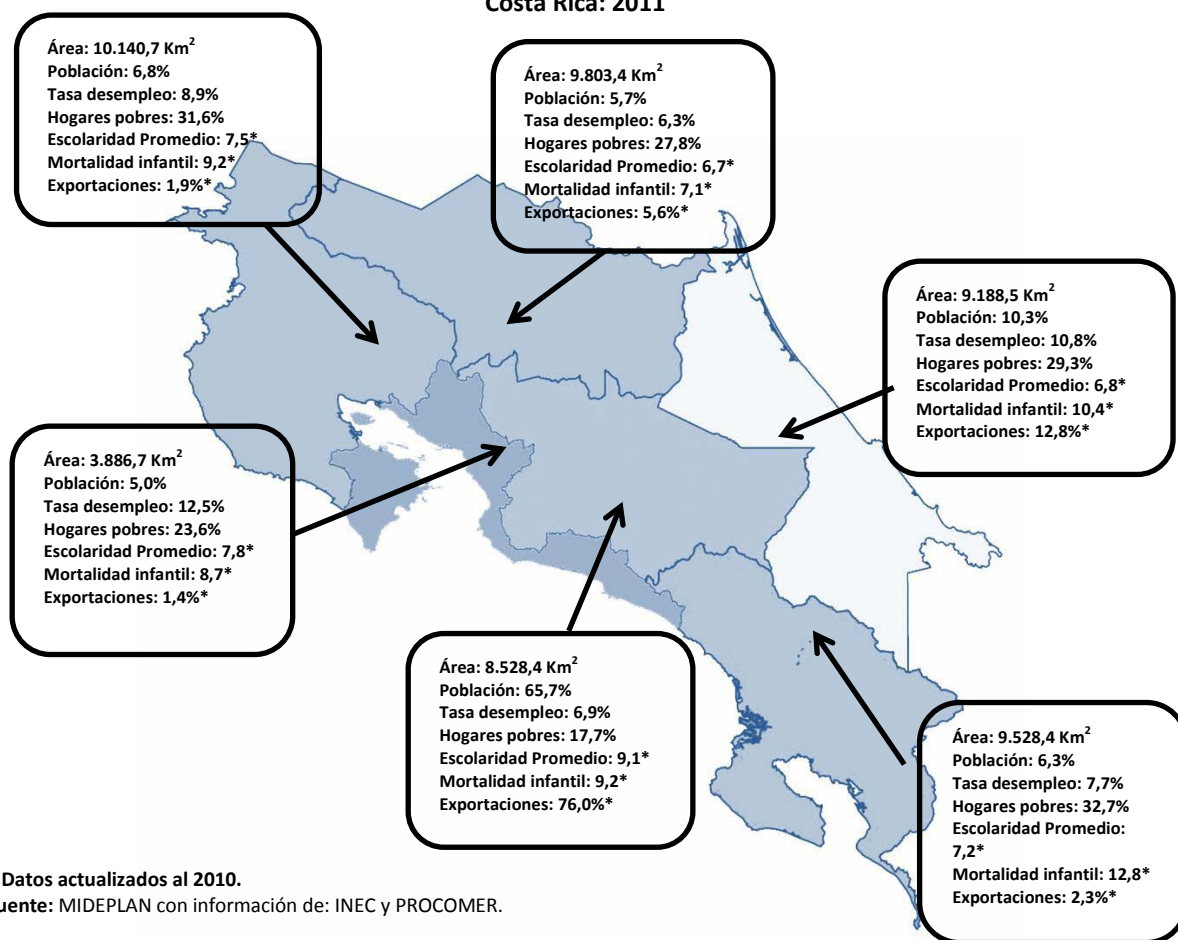 Costa Rica: 2011
Área: 10.140,7 Km²
Población: 6,8%
Tasa desempleo: 8,9%
Hogares pobres: 31,6%
Escolaridad Promedio: 7,5*
Mortalidad infantil: 9,2*
Exportaciones: 1,9%*
Área: 9.803,4 Km²
Población: 5,7%
Tasa desempleo: 6,3%
Hogares pobres: 27,8%
Escolaridad Promedio: 6,7*
Mortalidad infantil: 7,1*
Exportaciones: 5,6%*
Área: 9.188,5 Km²
Población: 10,3%
Tasa desempleo: 10,8%
Hogares pobres: 29,3%
Escolaridad Promedio: 6,8*
Mortalidad infantil: 10,4*
Exportaciones: 12,8%*
Área: 3.886,7 Km²
Población: 5,0%
Tasa desempleo: 12,5%
Hogares pobres: 23,6%
Escolaridad Promedio: 7,8*
Mortalidad infantil: 8,7*
Exportaciones: 1,4%*
Área: 8.528,4 Km²
Población: 65,7%
Tasa desempleo: 6,9%
Hogares pobres: 17,7%
Escolaridad Promedio: 9,1*
Mortalidad infantil: 9,2*
Exportaciones: 76,0%*
Área: 9.528,4 Km²
Población: 6,3%
Tasa desempleo: 7,7%
Hogares pobres: 32,7%
Escolaridad Promedio:
7,2*
Mortalidad infantil: 12,8*
Exportaciones: 2,3%*
Datos actualizados al 2010.
uente: MIDEPLAN con información de: INEC y PROCOMER.